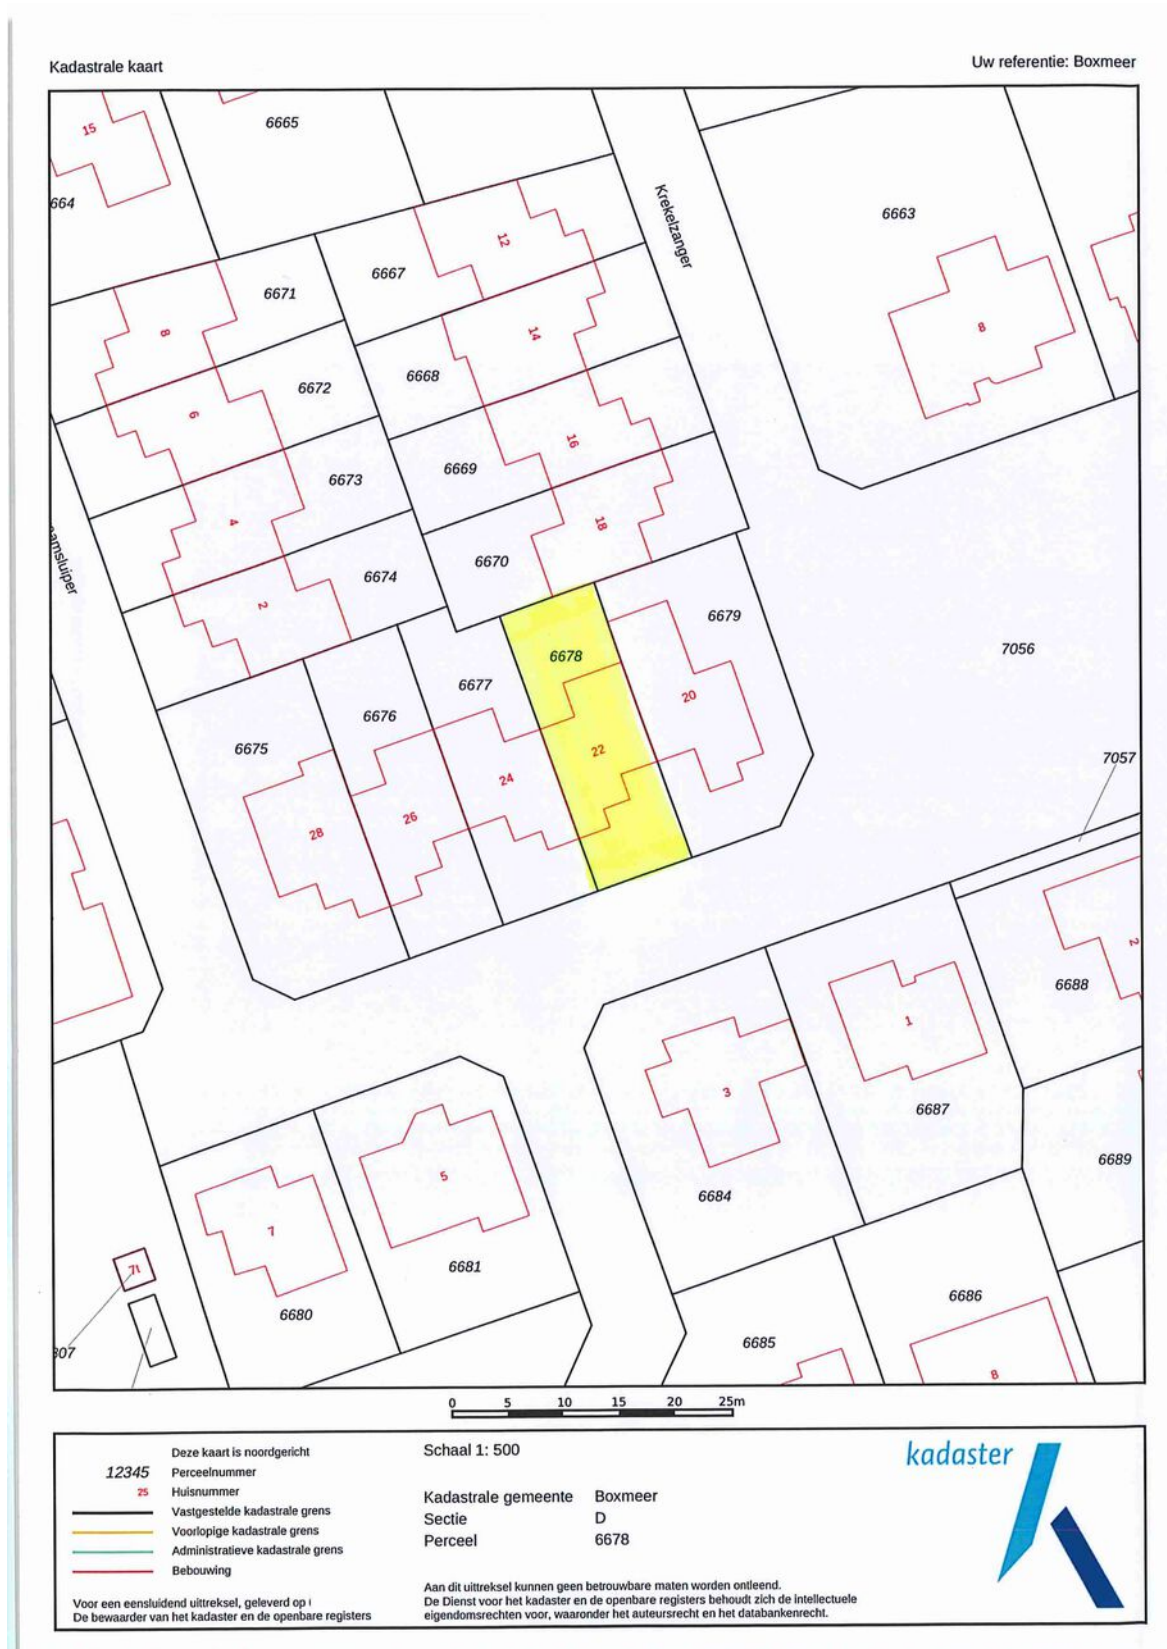 Kadastrale kaart
Uw referentie: Boxmeer
15
6665
664
12
Krekelzanger
6663
6667
6671
8
14
8
6668
6672
6
16
6669
6673
4
18
6670
6674
2
6679
6678
7056
6677
20
6676
6675
22
7057
24
26
28
2
6688
1
3
6687
6689
5
6684
7
6681
71
6680
6686
6685
307
8
0 5 10 15 20 25m
Deze kaart is noordgericht
12345 Perceelnummer
25 Huisnummer
Vastgestelde kadastrale grens
Voorlopige kadastrale grens
Administratieve kadastrale grens
Bebouwing
Voor een eensluidend uittreksel, geleverd op
De bewaarder van het kadaster en de openbare registers
Schaal 1: 500
Kadastrale gemeente Boxmeer
Sectie D
Perceel 6678
Aan dit uittreksel kunnen geen betrouwbare maten worden ontleend.
De Dienst voor het kadaster en de openbare registers behoudt zich de intellectuele
eigendomsrechten voor, waaronder het auteursrecht en het databankenrecht.
kadaster